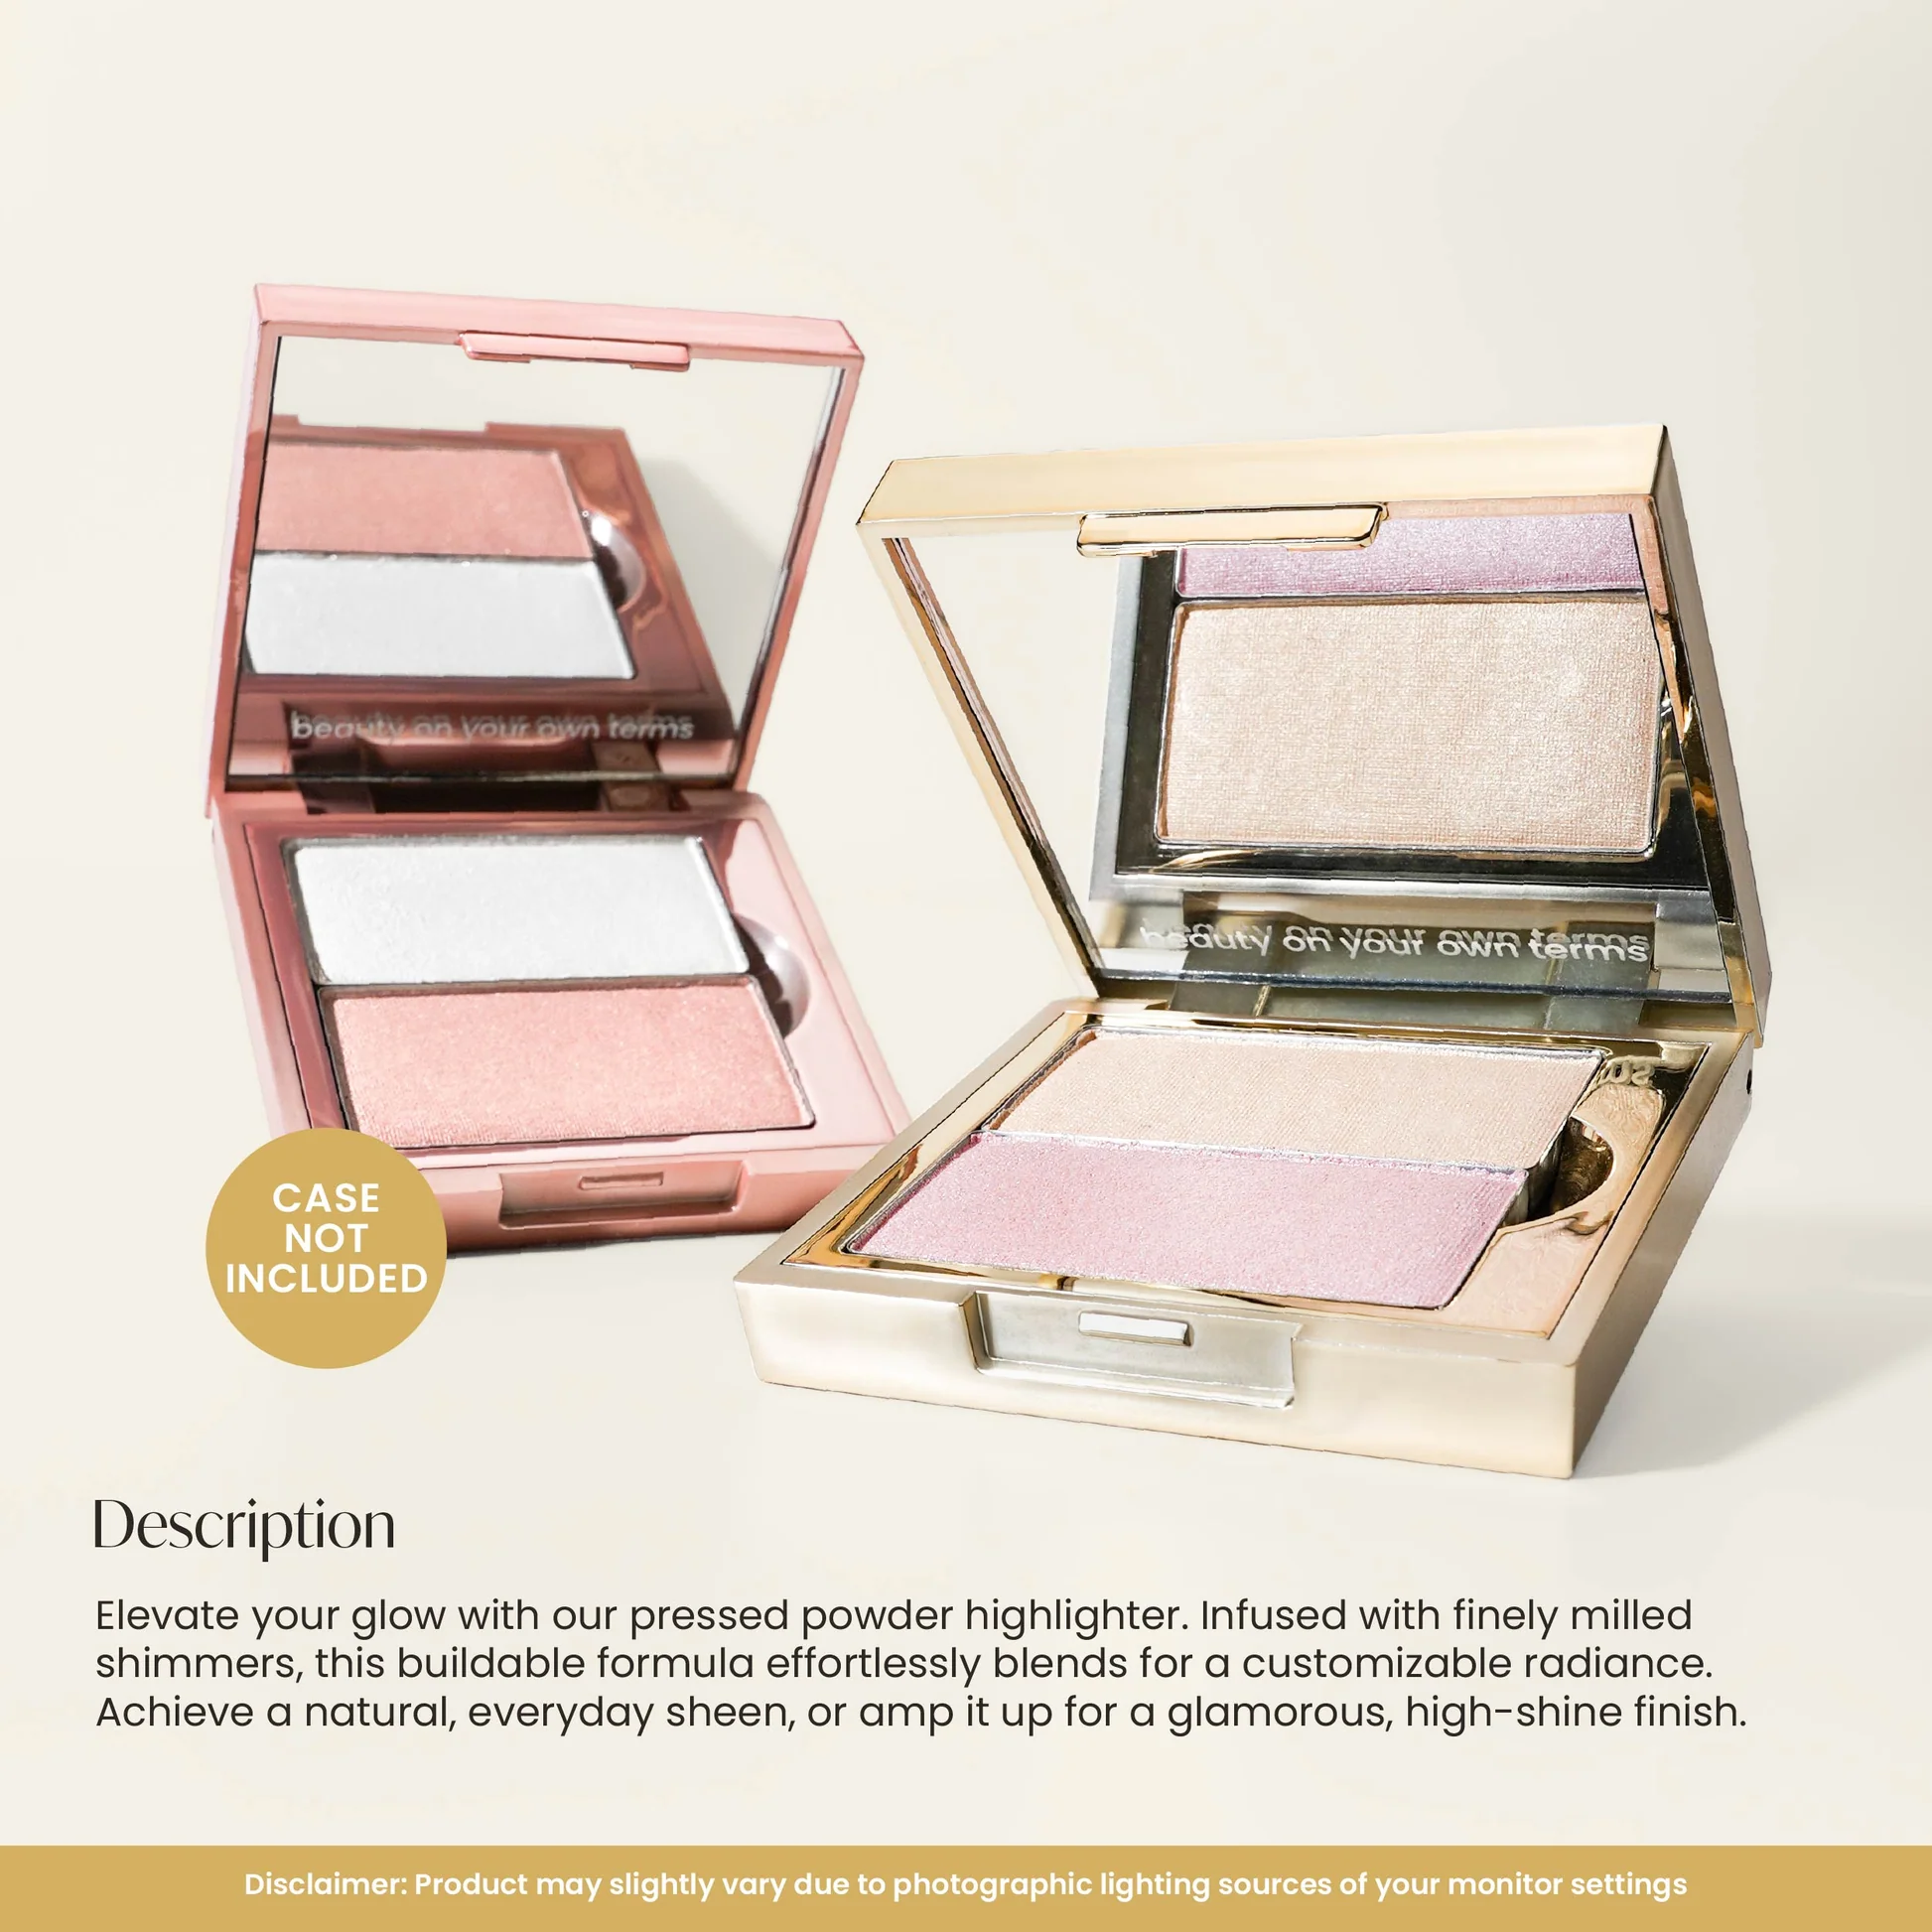 beauty on your own terms
beauty on your own terms
CASE
NOT
INCLUDED
Description
Elevate your glow with our pressed powder highlighter. Infused with finely milled
shimmers, this buildable formula effortlessly blends for a customizable radiance.
Achieve a natural, everyday sheen, or amp it up for a glamorous, high-shine finish.
Disclaimer: Product may slightly vary due to photographic lighting sources of your monitor settings